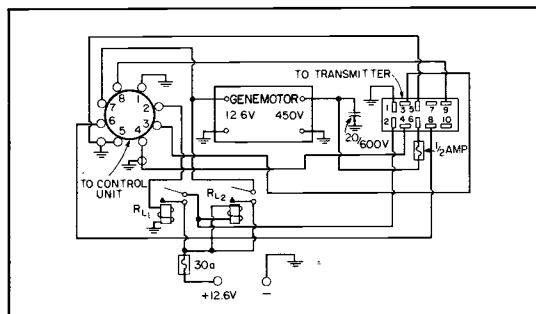 TO TRANSMITTER
1 3 5 7 9
2 4 6 8 10
GENEMOTOR
12 6V 450V
20/600V
1/2 AMP
8 1
7 2
6 3
5 4
TO CONTROL
UNIT
RL1
RL2
30a
+12.6V
−